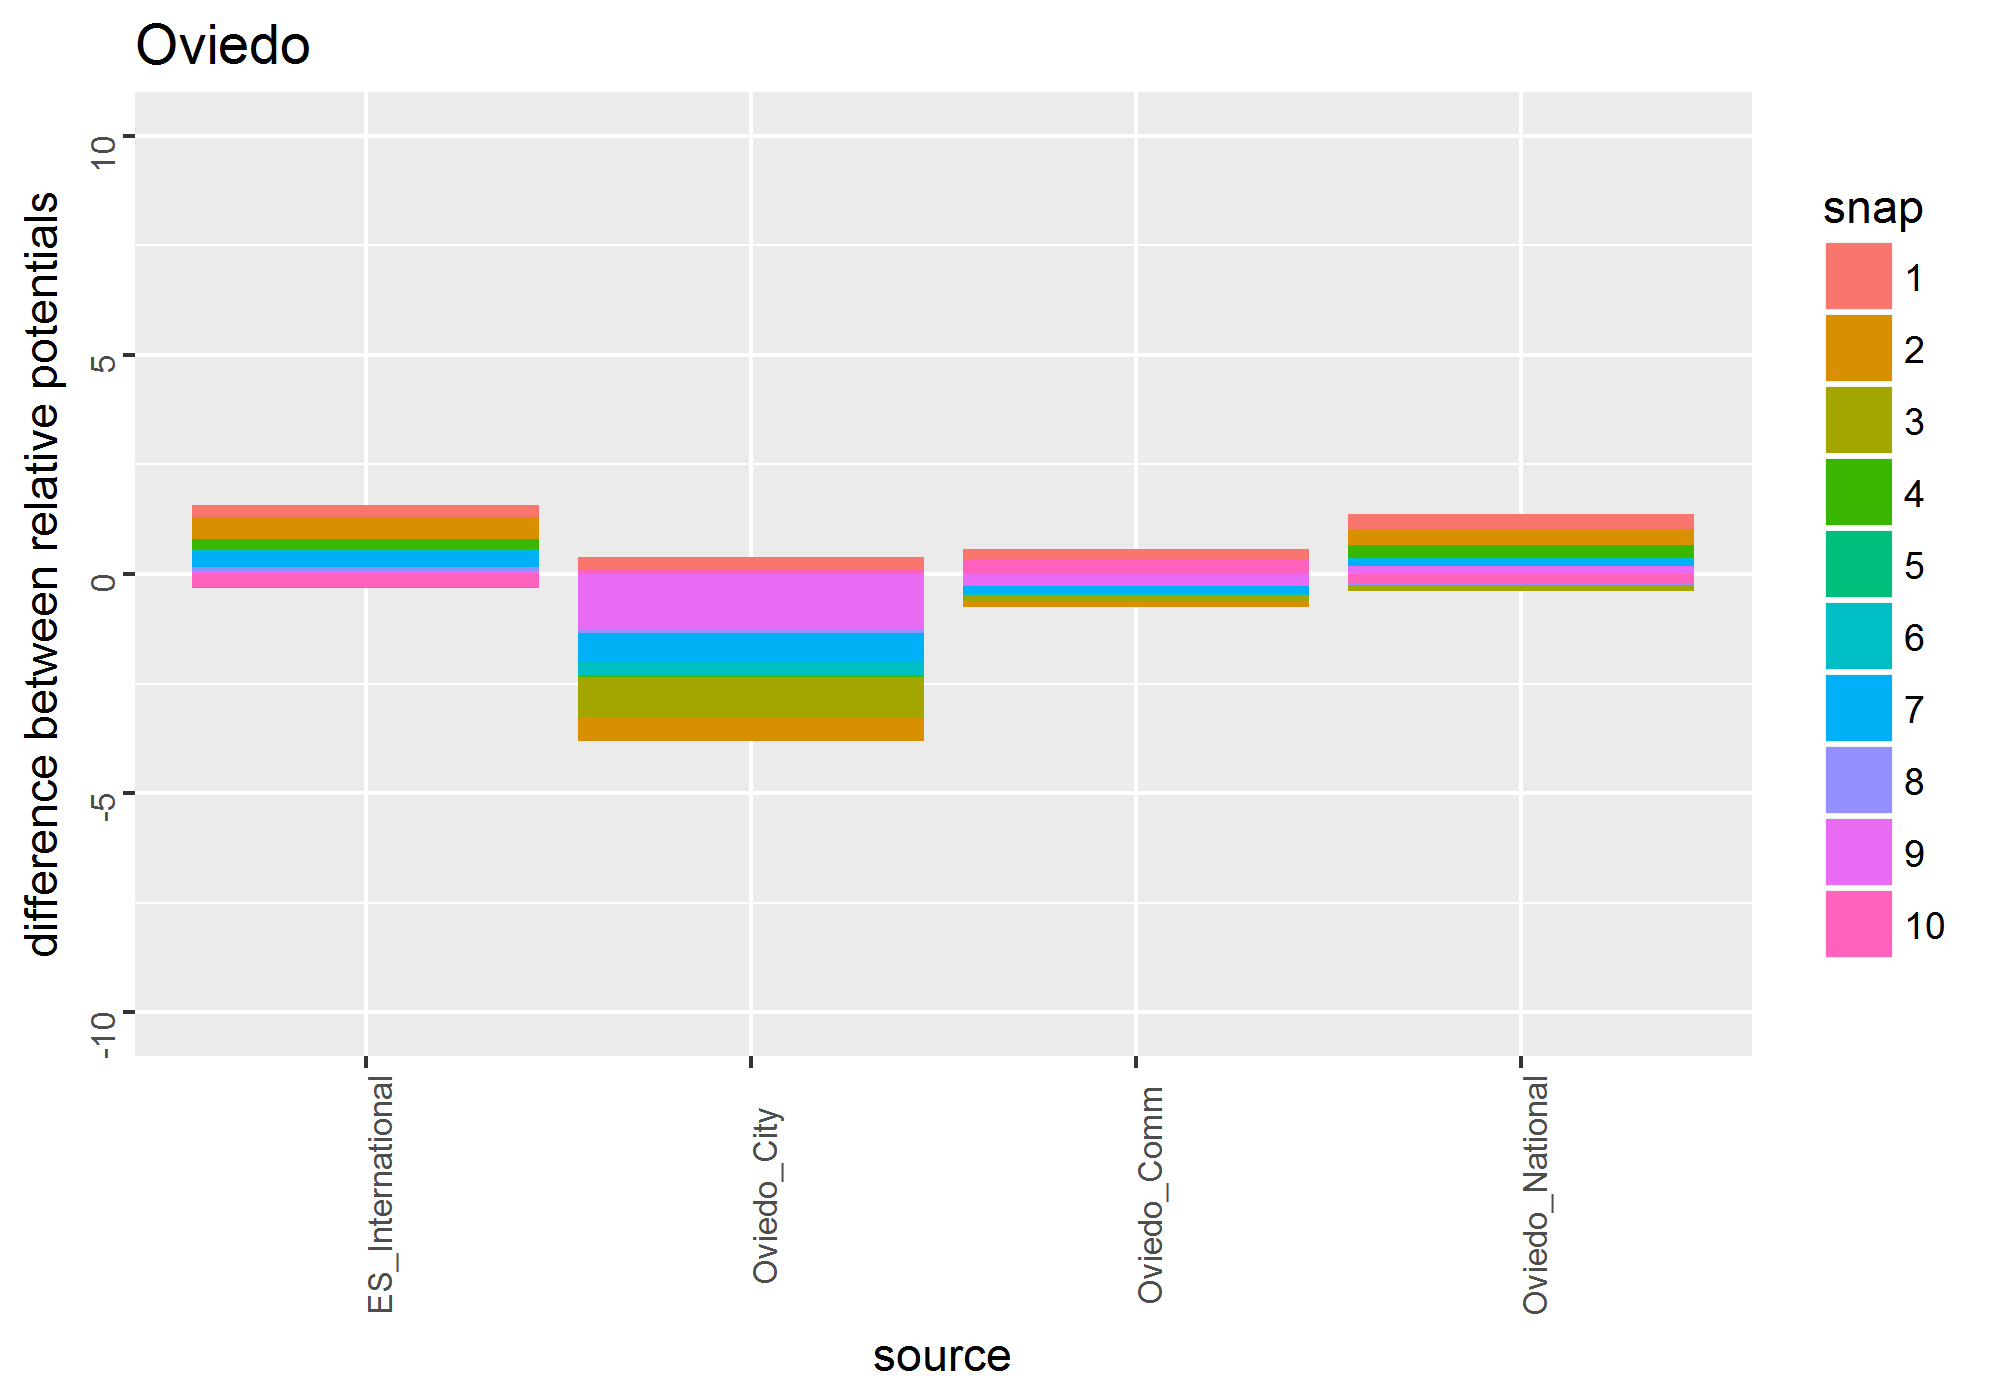 Oviedo
difference between relative potentials
10
5
0
-5
-10
ES_International
Oviedo_City
Oviedo_Comm
Oviedo_National
source
snap
1
2
3
4
5
6
7
8
9
10